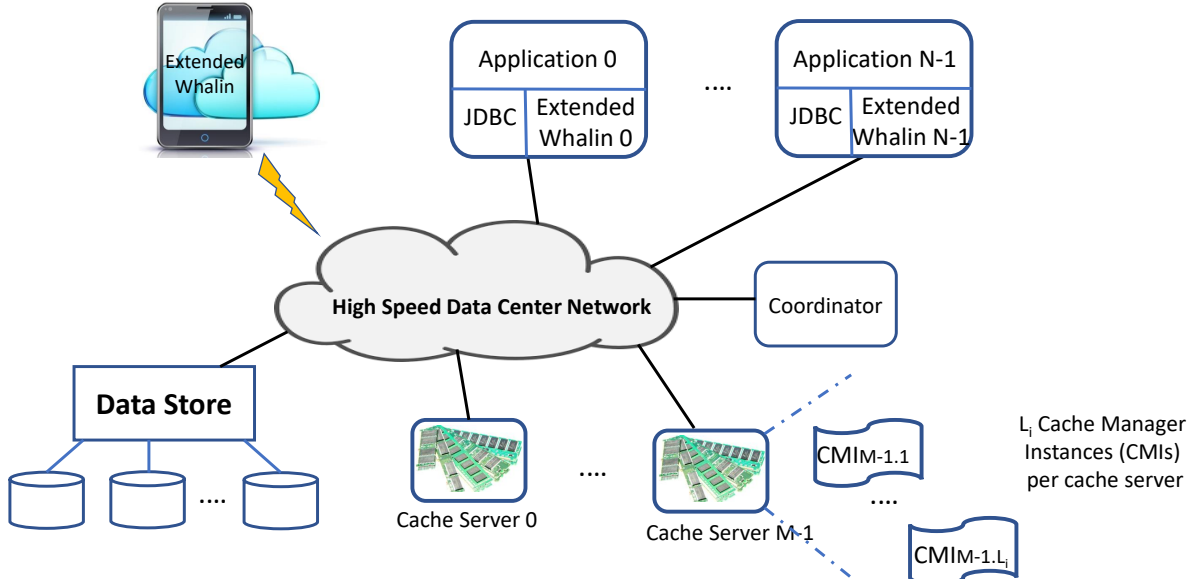 Extended
Whalin
Application 0
JDBC
Extended
Whalin 0
....
Application N-1
JDBC
Extended
Whalin N-1
High Speed Data Center Network
Coordinator
Data Store
....
Cache Server 0
....
Cache Server M-1
CMIM-1.1
....
CMIM-1.Li
Li Cache Manager
Instances (CMIs)
per cache server